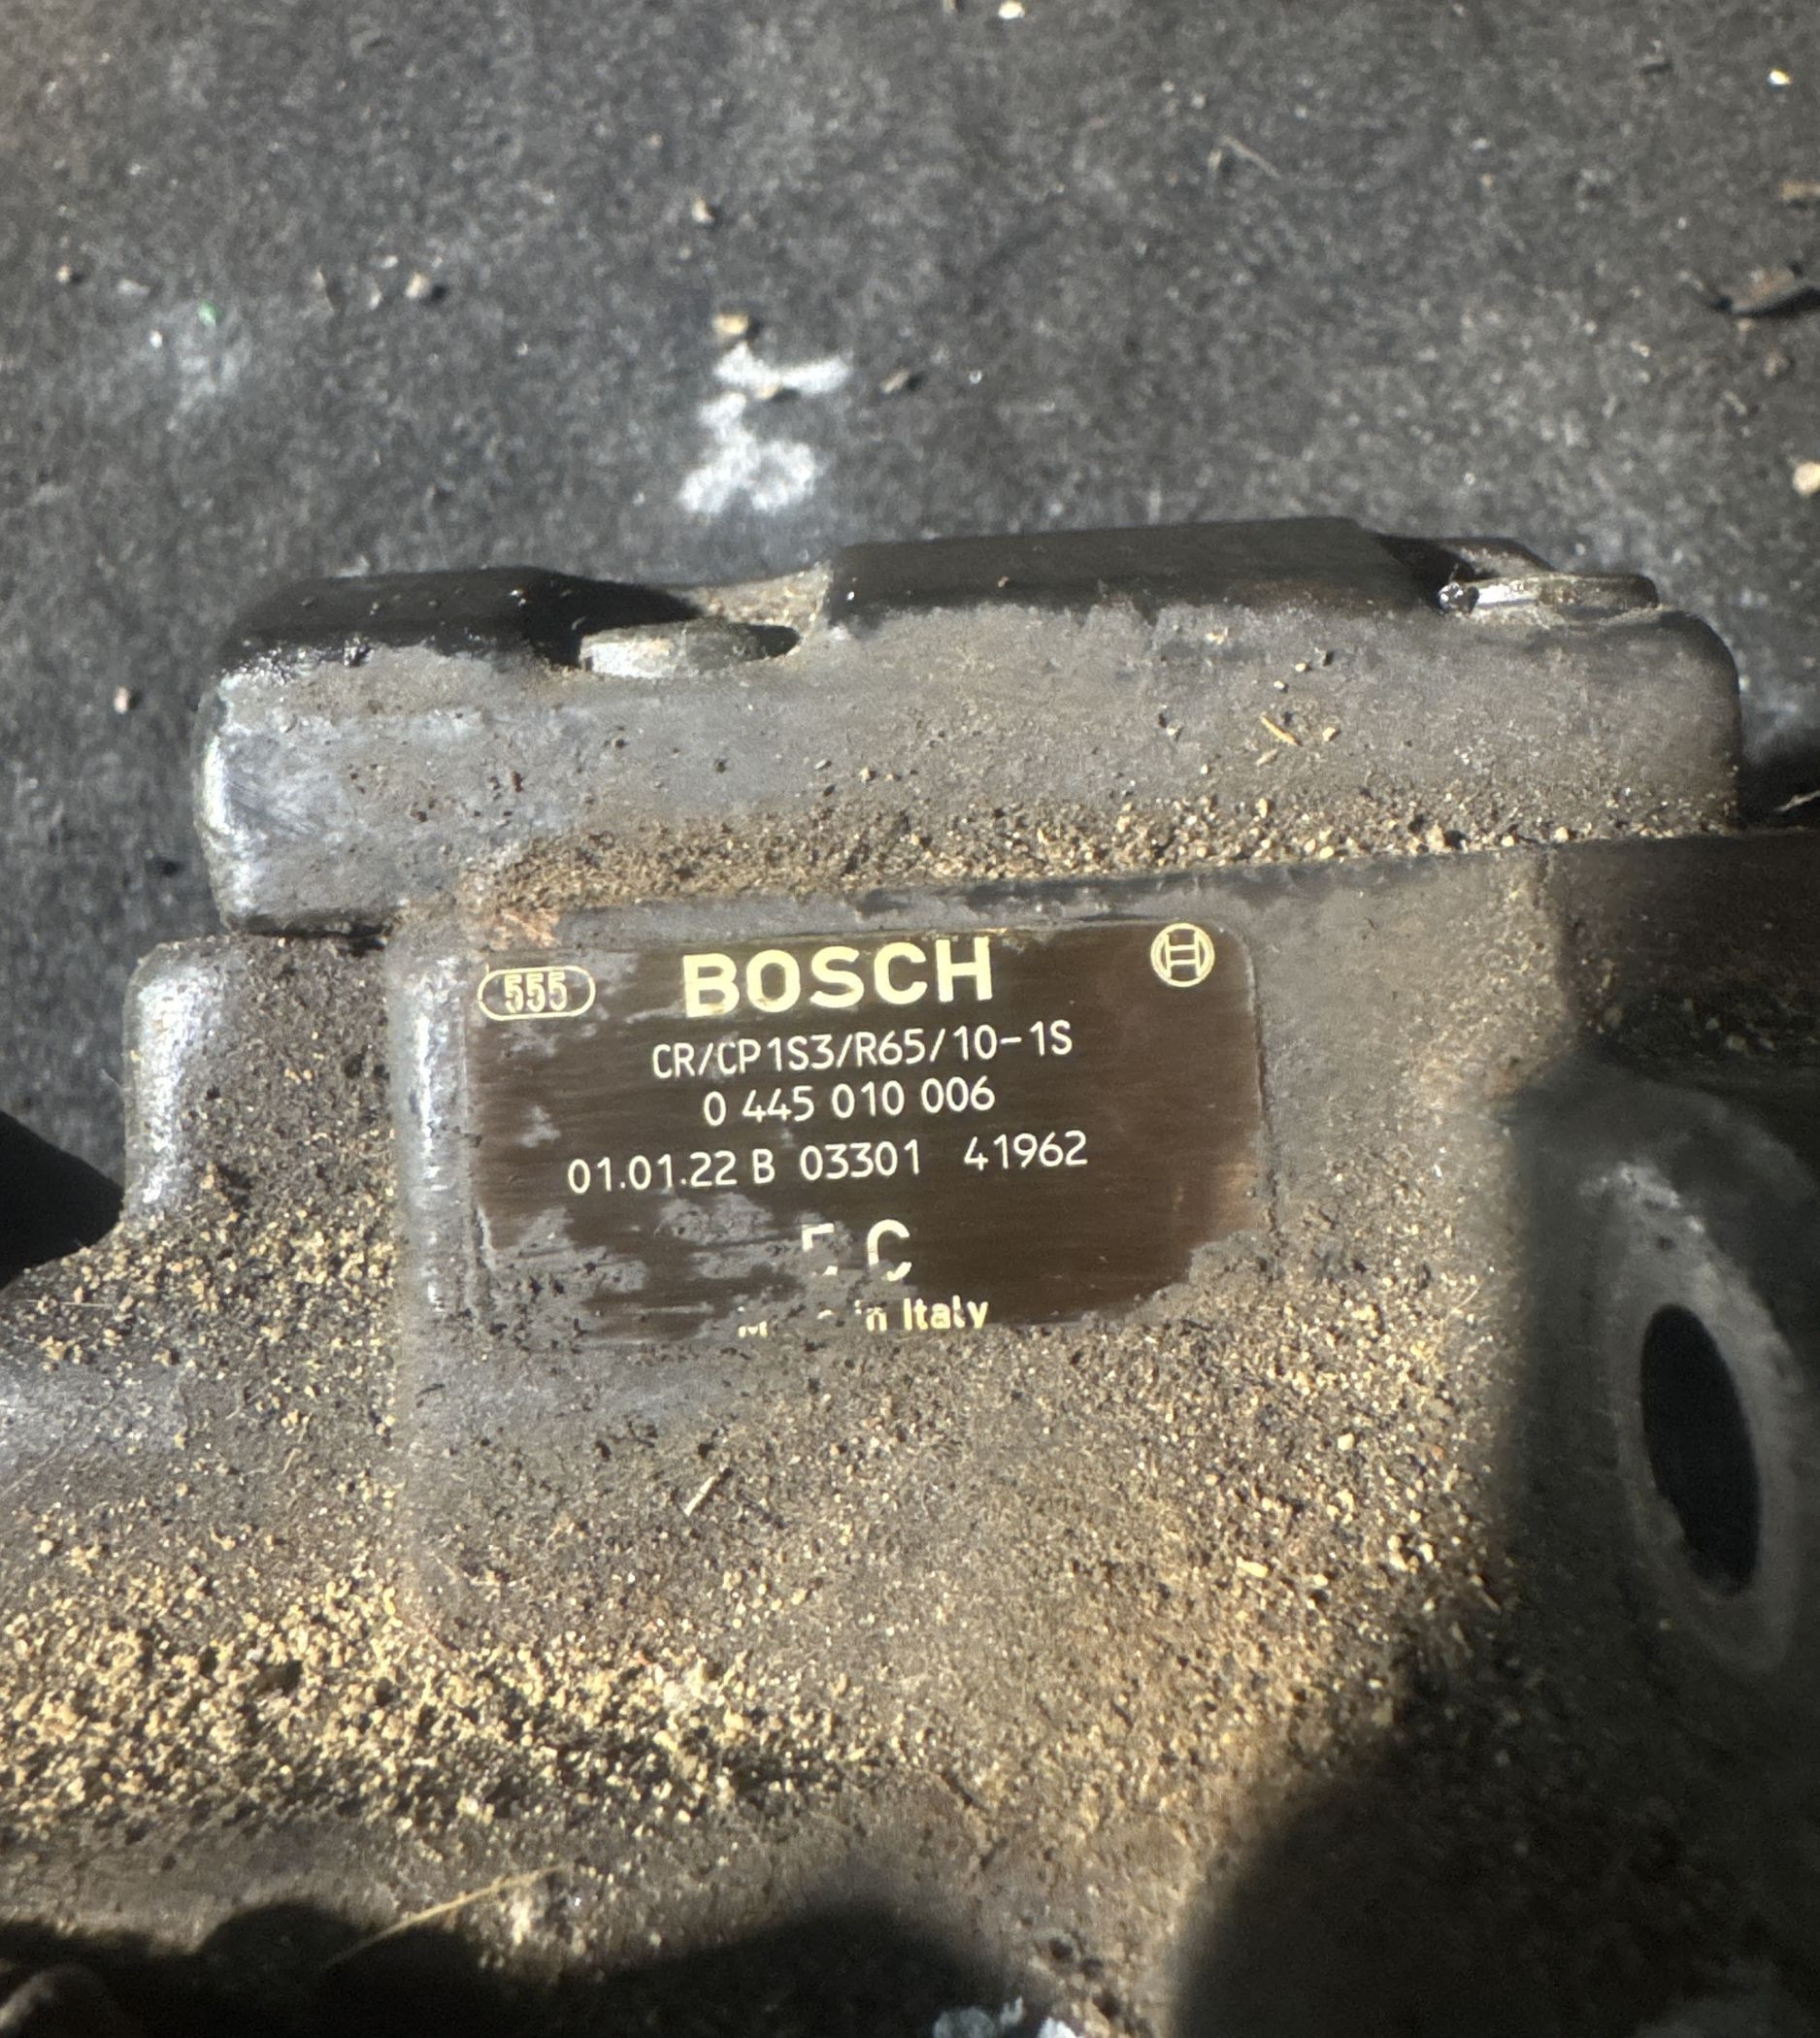 555 BOSCH
CR/CP1S3/R65/10-1S
0 445 010 006
01.01.22 B 03301 41962
C
in Italy